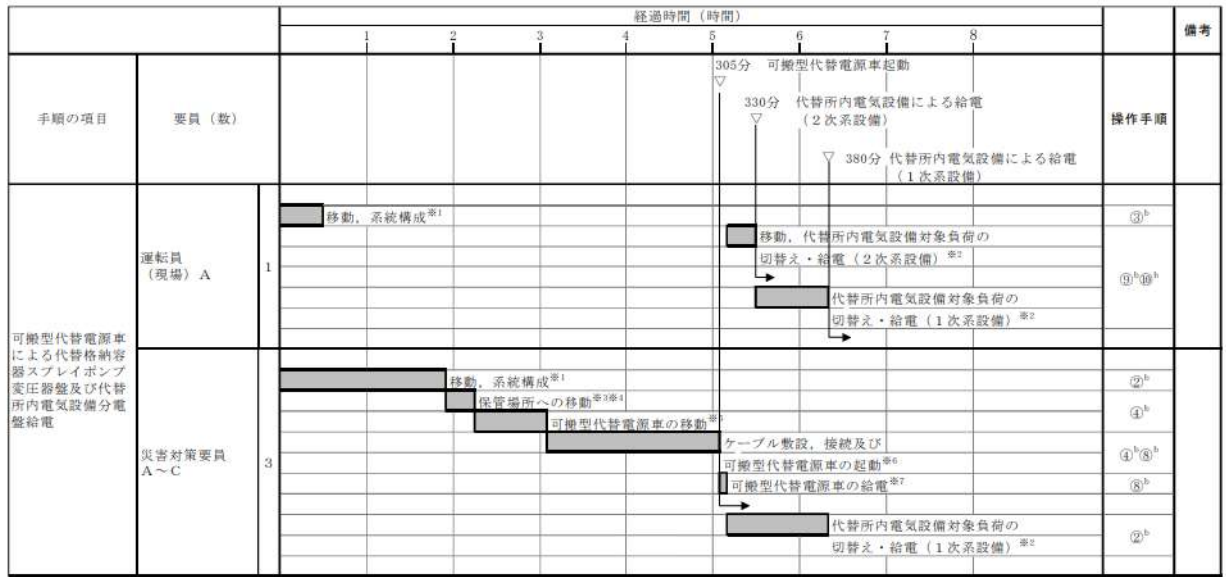 経過時間(時間)
備考
1 2 3 4 5 6 7 8
手順の項目
要員(数)
操作手順
305分 可搬型代替電源車起動
▽
330分 代替所内電気設備による給電
(2次系設備)
▽
▽ 380分 代替所内電気設備による給電
(1次系設備)
可搬型代替電源車
による代替格納容
器スプレイポンプ
変圧器盤及び代替
所内電気設備分電
盤給電
運転員
(現場)A
1
移動,系統構成※1
③b
移動,代替所内電気設備対象負荷の
切替え・給電(2次系設備)※2
代替所内電気設備対象負荷の
切替え・給電(1次系設備)※2
⑨b⑩b
災害対策要員
A~C
3
移動,系統構成※1
②b
保管場所への移動※3※4
可搬型代替電源車の移動※5
④b
ケーブル敷設,接続及び
可搬型代替電源車の起動※6
④b⑧b
可搬型代替電源車の給電※7
⑧b
代替所内電気設備対象負荷の
切替え・給電(1次系設備)※2
②b